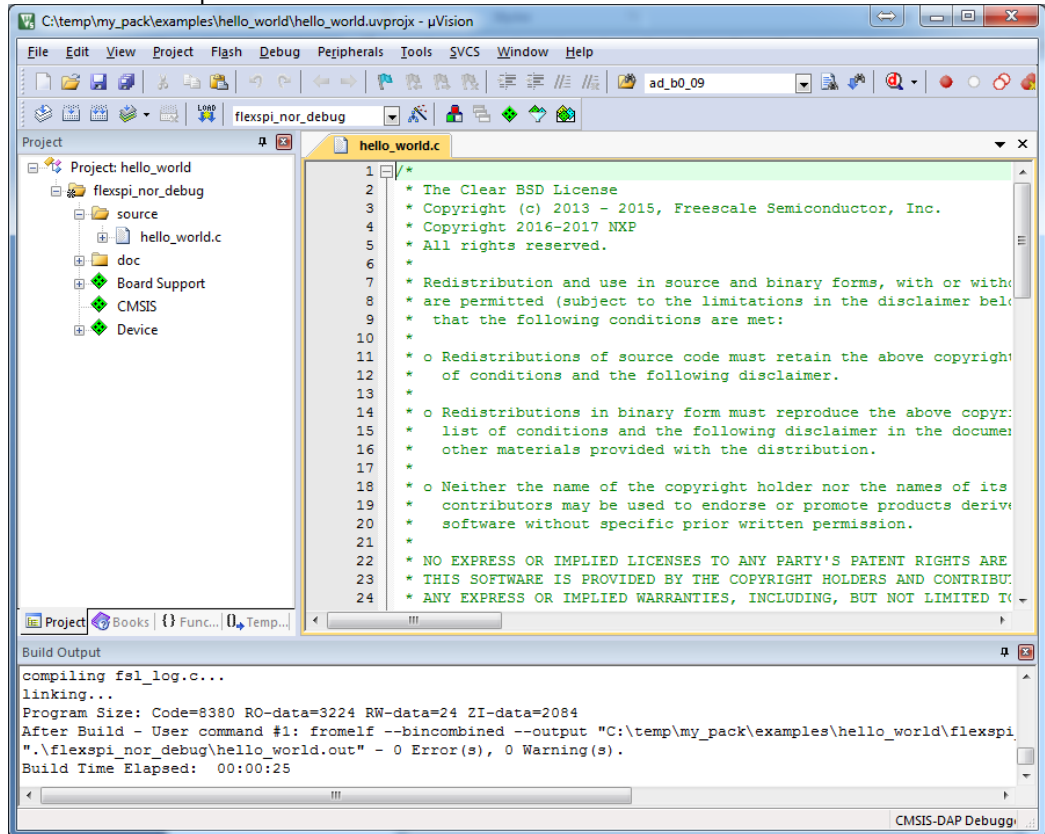 C:\temp\my_pack\examples\hello_world\hello_world.uvprojx - µVision
File Edit View Project Flash Debug Peripherals Tools SVCS Window Help
ad_b0_09
LOAD flexspi_nor_debug
Project
Project: hello_world
flexspi_nor_debug
source
hello_world.c
doc
Board Support
CMSIS
Device
Project Books {} Func... 0 Temp...
hello_world.c
1 /*
2 * The Clear BSD License
3 * Copyright (c) 2013 - 2015, Freescale Semiconductor, Inc.
4 * Copyright 2016-2017 NXP
5 * All rights reserved.
6 *
7 * Redistribution and use in source and binary forms, with or
8 * are permitted (subject to the limitations in the disclaimer
9 * that the following conditions are met:
10 *
11 * o Redistributions of source code must retain the above copyright
12 * of conditions and the following disclaimer.
13 *
14 * o Redistributions in binary form must reproduce the above
15 * list of conditions and the following disclaimer in the
16 * other materials provided with the distribution.
17 *
18 * o Neither the name of the copyright holder nor the names of its
19 * contributors may be used to endorse or promote products
20 * software without specific prior written permission.
21 *
22 * NO EXPRESS OR IMPLIED LICENSES TO ANY PARTY'S PATENT RIGHTS ARE
23 * THIS SOFTWARE IS PROVIDED BY THE COPYRIGHT HOLDERS AND
24 * ANY EXPRESS OR IMPLIED WARRANTIES, INCLUDING, BUT NOT LIMITED
Build Output
compiling fsl_log.c...
linking...
Program Size: Code=8380 RO-data=3224 RW-data=24 ZI-data=2084
After Build - User command #1: fromelf --bincombined --output "C:\temp\my_pack\examples\hello_world\flexspi_
".\flexspi_nor_debug\hello_world.out" - 0 Error(s), 0 Warning(s).
Build Time Elapsed: 00:00:25
CMSIS-DAP